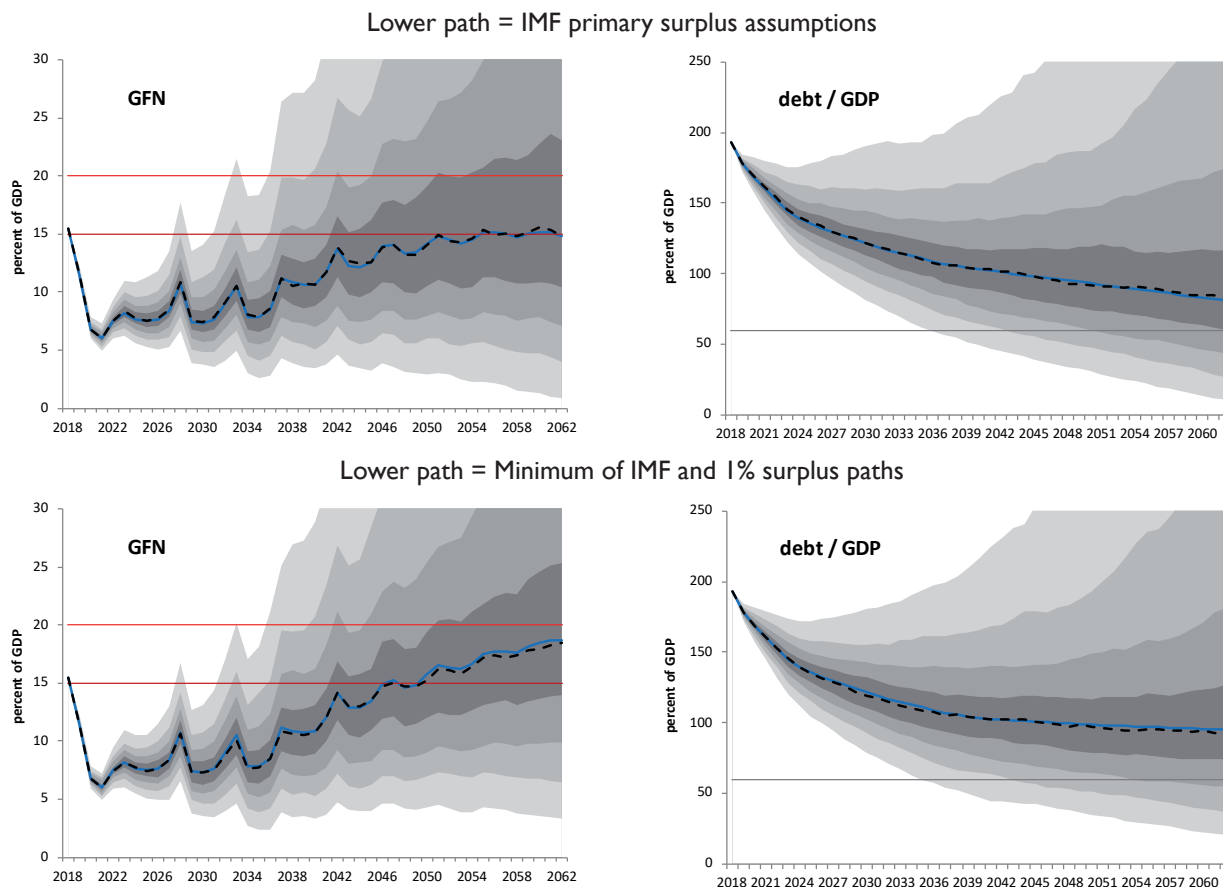 Lower path = IMF primary surplus assumptions
30
25
20
15
10
5
0
percent of GDP
GFN
2018 2022 2026 2030 2034 2038 2042 2046 2050 2054 2058 2062
250
200
150
100
50
0
percent of GDP
debt / GDP
2018 2021 2024 2027 2030 2033 2036 2039 2042 2045 2048 2051 2054 2057 2060
Lower path = Minimum of IMF and 1% surplus paths
30
25
20
15
10
5
0
percent of GDP
GFN
2018 2022 2026 2030 2034 2038 2042 2046 2050 2054 2058 2062
250
200
150
100
50
0
percent of GDP
debt / GDP
2018 2021 2024 2027 2030 2033 2036 2039 2042 2045 2048 2051 2054 2057 2060